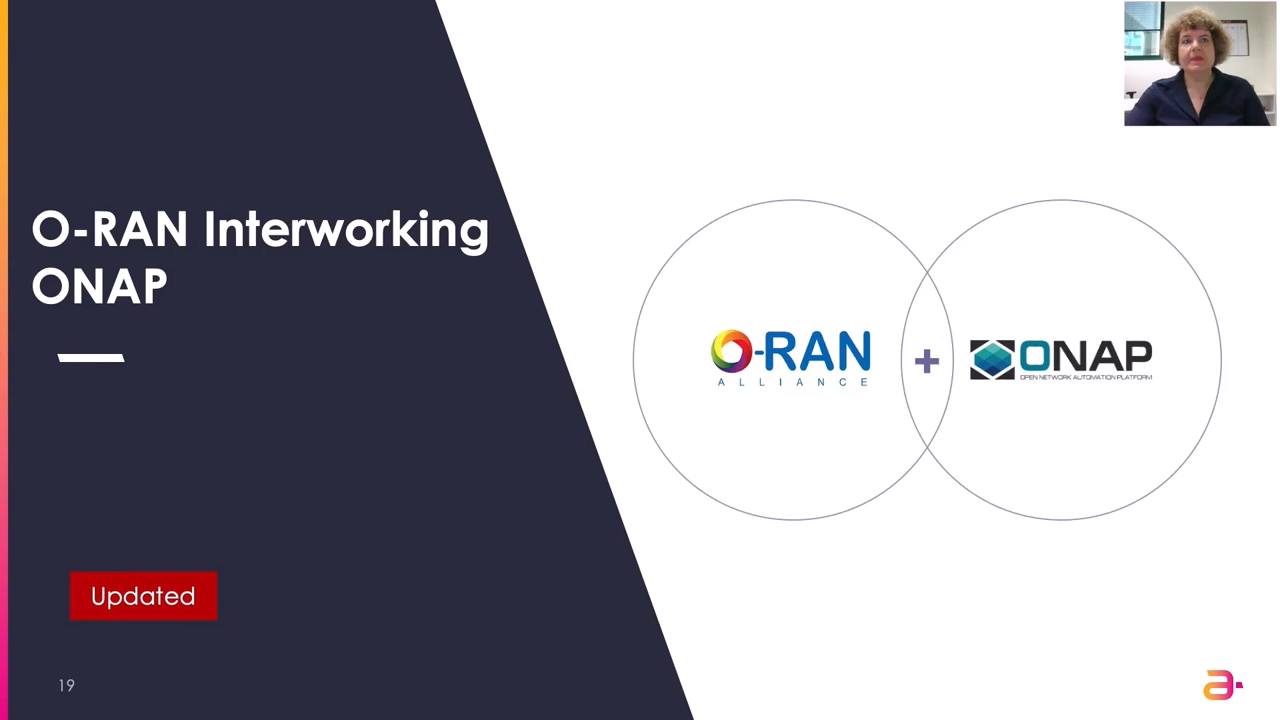 O-RAN Interworking
ONAP
O-RAN
ALLIANCE
+
ONAP
OPEN NETWORK AUTOMATION PLATFORM
Updated
19
a